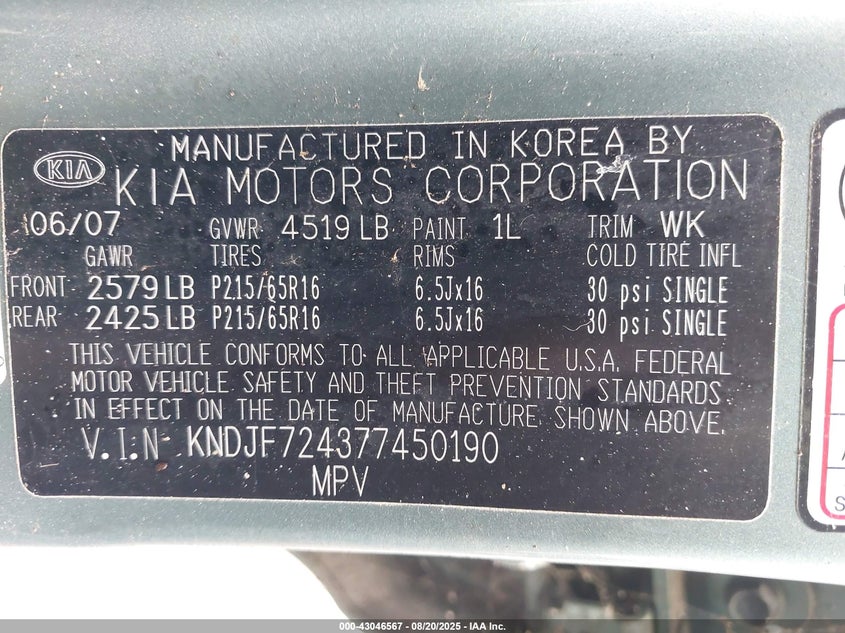 MANUFACTURED IN KOREA BY
KIA KIA MOTORS CORPORATION
06/07 GVWR 4519 LB PAINT 1L TRIM WK
GAWR TIRES RIMS COLD TIRE INFL
FRONT- 2579 LB P215/65R16 6.5Jx16 30 psi SINGLE
REAR 2425 LB P215/65R16 6.5Jx16 30 psi SINGLE
THIS VEHICLE CONFORMS TO ALL APPLICABLE U.S.A. FEDERAL
MOTOR VEHICLE SAFETY AND THEFT PREVENTION STANDARDS
IN EFFECT ON THE DATE OF MANUFACTURE SHOWN ABOVE.
V.I.N KNDJF724377450190
MPV
000-43046567 - 08/20/2025 - IAA Inc.